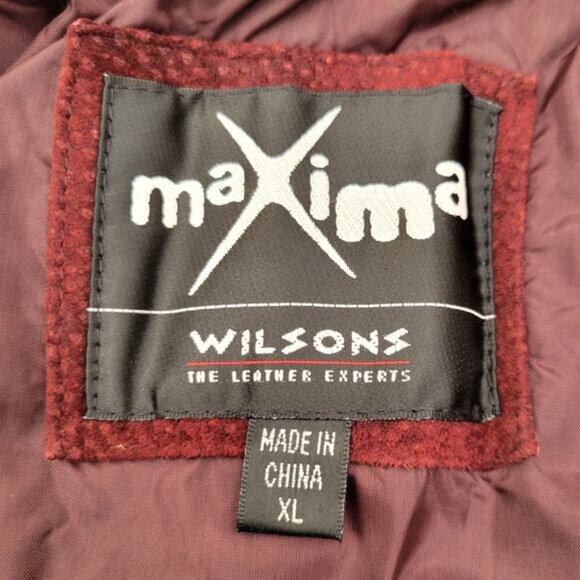 maXima
WILSONS
THE LEATHER EXPERTS
MADE IN
CHINA
XL